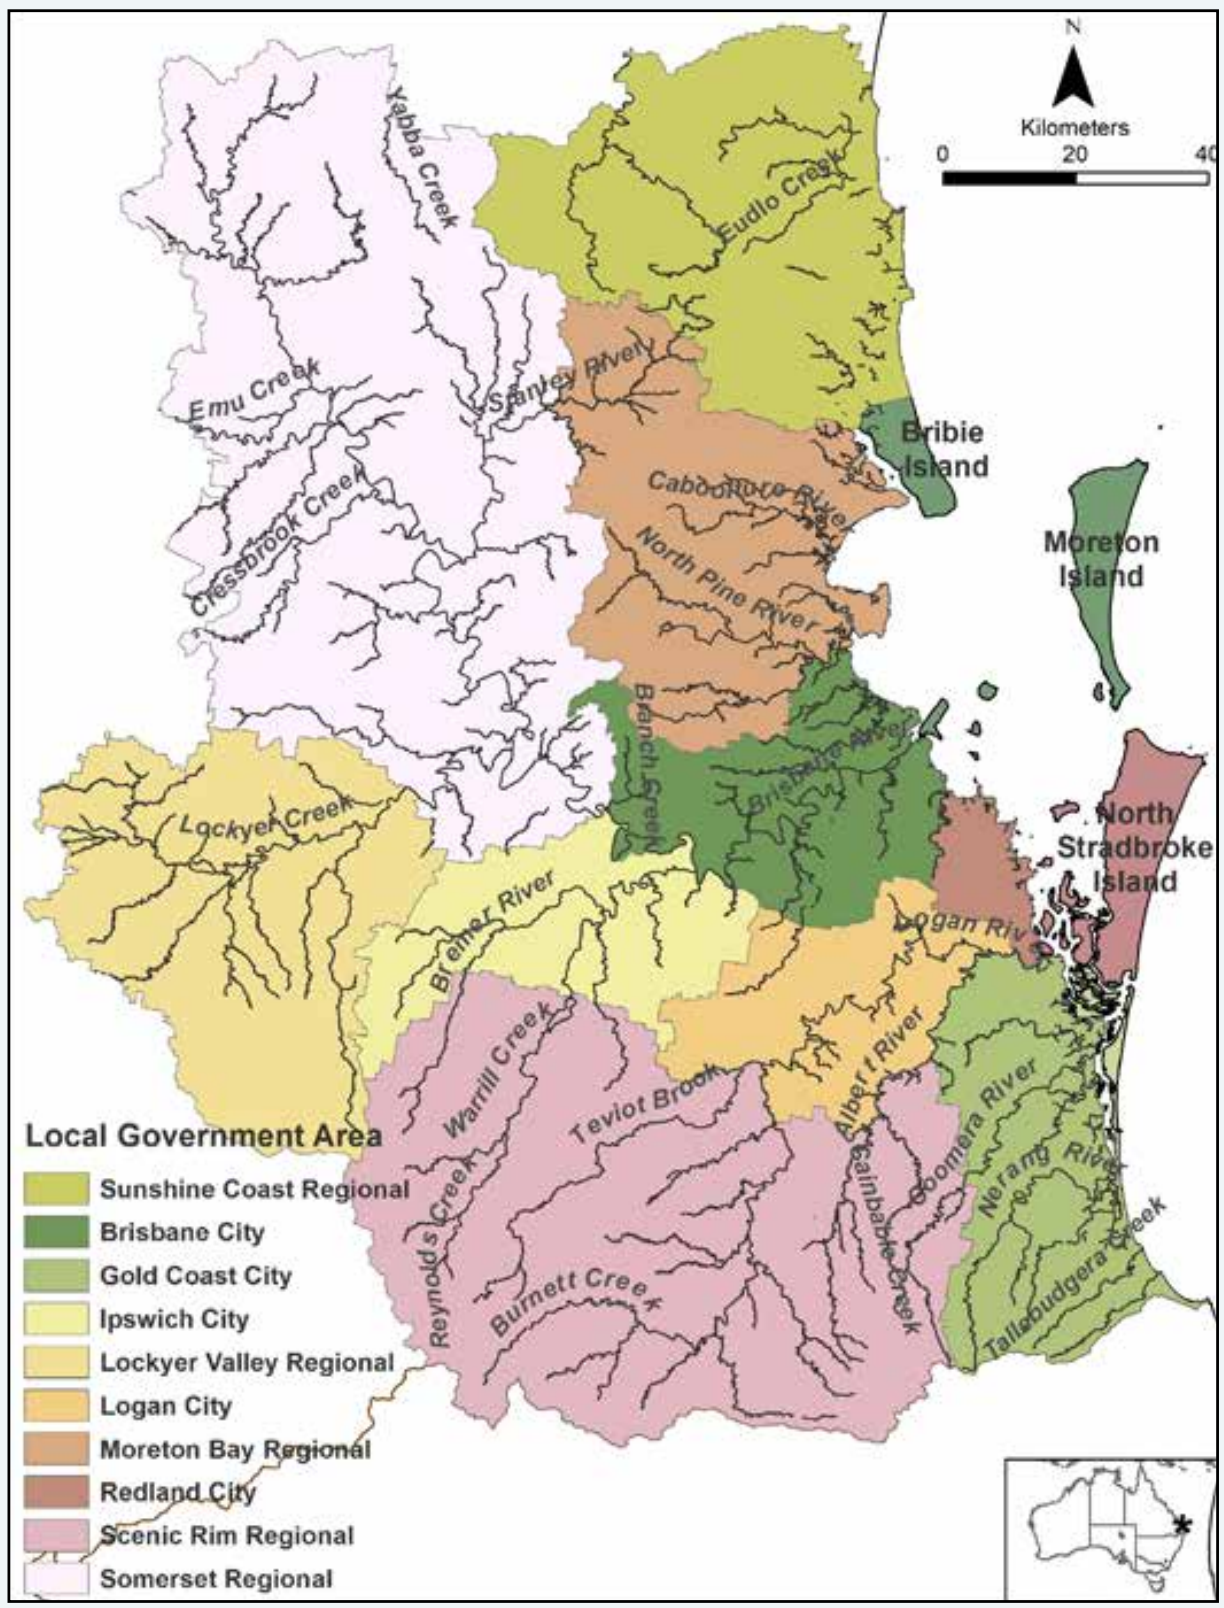 N
Kilometers
0 20 40
Yabba Creek
Eudlo Creek
Stanley River
Emu Creek
Bribie
Island
Caboolture River
Cressbrook Creek
Moreton
Island
North Pine River
Branch Creek
Brisbane River
Lockyer Creek
North
Stradbroke
Island
Bremer River
Logan Riv
Warrill Creek
Albert River
Teviot Brook
Coomera River
Nerang River
Cainbable Creek
Reynolds Creek
Burnett Creek
Tallebudgera Creek
Local Government Area
Sunshine Coast Regional
Brisbane City
Gold Coast City
Ipswich City
Lockyer Valley Regional
Logan City
Moreton Bay Regional
Redland City
Scenic Rim Regional
Somerset Regional